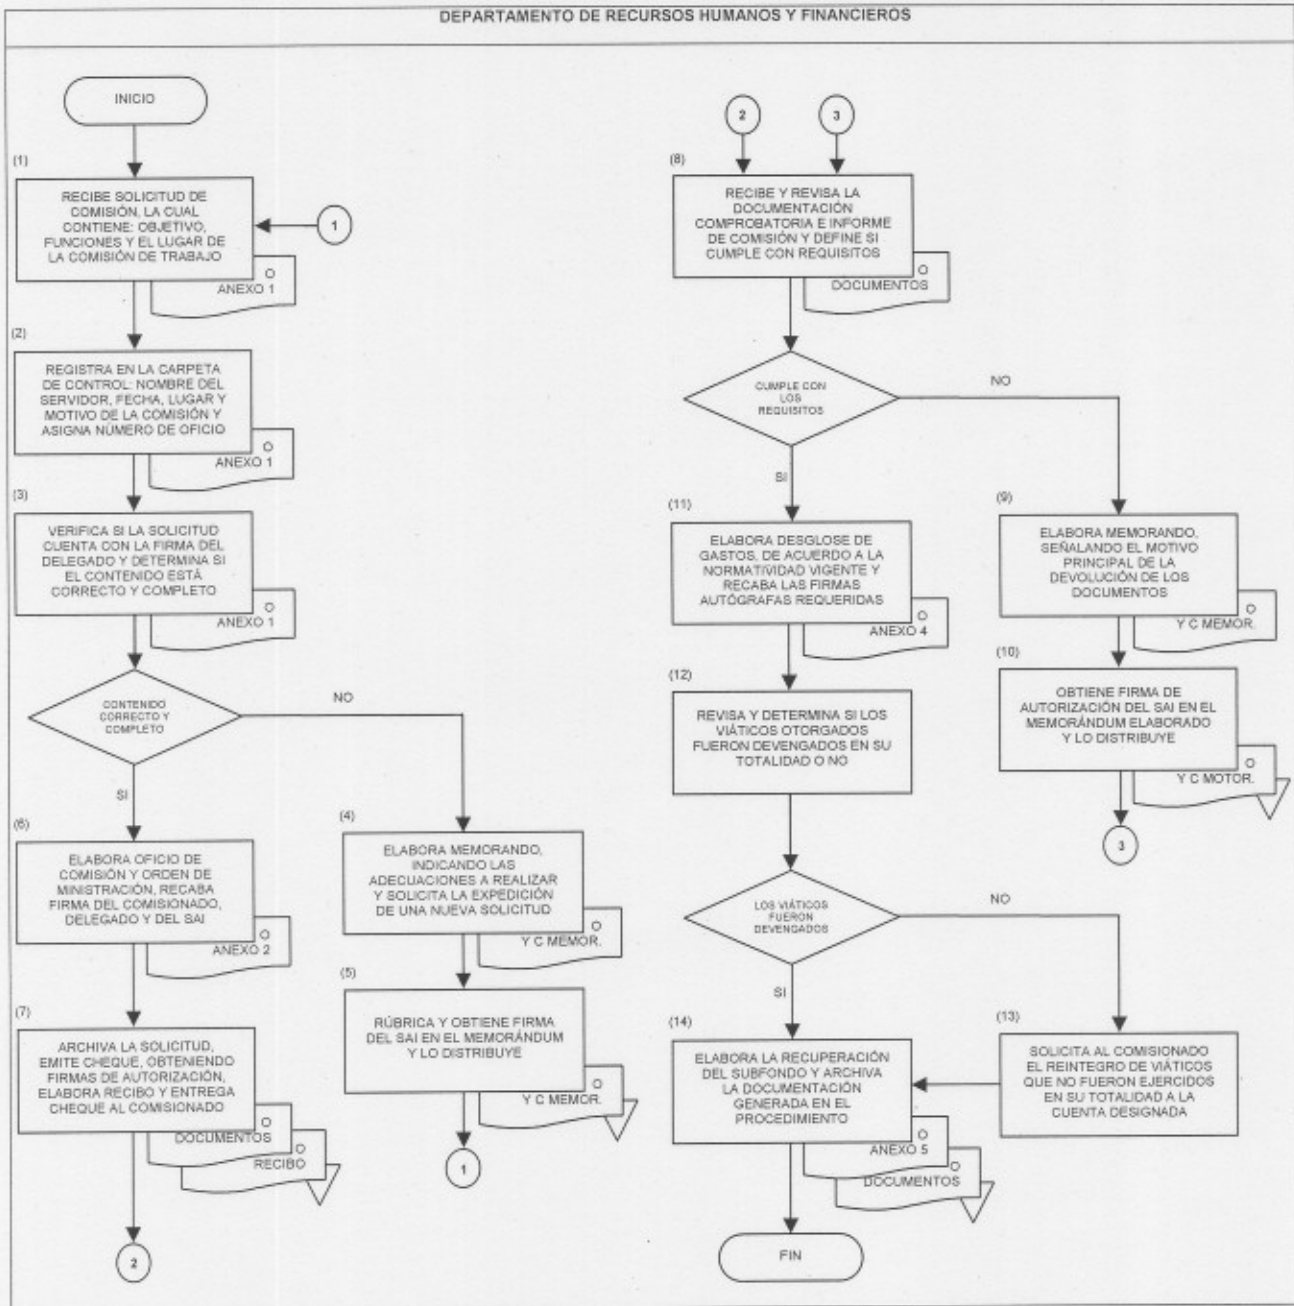 DEPARTAMENTO DE RECURSOS HUMANOS Y FINANCIEROS
INICIO
(1)
RECIBE SOLICITUD DE
COMISIÓN, LA CUAL
CONTIENE: OBJETIVO,
FUNCIONES Y EL LUGAR DE
LA COMISIÓN DE TRABAJO
1
O
ANEXO 1
(2)
REGISTRA EN LA CARPETA
DE CONTROL: NOMBRE DEL
SERVIDOR, FECHA, LUGAR Y
MOTIVO DE LA COMISIÓN Y
ASIGNA NÚMERO DE OFICIO
O
ANEXO 1
(3)
VERIFICA SI LA SOLICITUD
CUENTA CON LA FIRMA DEL
DELEGADO Y DETERMINA SI
EL CONTENIDO ESTÁ
CORRECTO Y COMPLETO
O
ANEXO 1
CONTENIDO
CORRECTO Y
COMPLETO
NO
SI
(6)
ELABORA OFICIO DE
COMISIÓN Y ORDEN DE
MINISTRACIÓN, RECABA
FIRMA DEL COMISIONADO,
DELEGADO Y DEL SAI
O
ANEXO 2
(4)
ELABORA MEMORANDO,
INDICANDO LAS
ADECUACIONES A REALIZAR
Y SOLICITA LA EXPEDICIÓN
DE UNA NUEVA SOLICITUD
O
Y C MEMOR.
(5)
RÚBRICA Y OBTIENE FIRMA
DEL SAI EN EL MEMORÁNDUM
Y LO DISTRIBUYE
O
Y C MEMOR.
1
(7)
ARCHIVA LA SOLICITUD,
EMITE CHEQUE, OBTENIENDO
FIRMAS DE AUTORIZACIÓN,
ELABORA RECIBO Y ENTREGA
CHEQUE AL COMISIONADO
O
DOCUMENTOS
O
RECIBO
2
2
3
(8)
RECIBE Y REVISA LA
DOCUMENTACIÓN
COMPROBATORIA E INFORME
DE COMISIÓN Y DEFINE SI
CUMPLE CON REQUISITOS
O
DOCUMENTOS
CUMPLE CON
LOS
REQUISITOS
NO
SI
(11)
ELABORA DESGLOSE DE
GASTOS, DE ACUERDO A LA
NORMATIVIDAD VIGENTE Y
RECABA LAS FIRMAS
AUTÓGRAFAS REQUERIDAS
O
ANEXO 4
(9)
ELABORA MEMORANDO,
SEÑALANDO EL MOTIVO
PRINCIPAL DE LA
DEVOLUCIÓN DE LOS
DOCUMENTOS
O
Y C MEMOR.
(10)
OBTIENE FIRMA DE
AUTORIZACIÓN DEL SAI EN EL
MEMORÁNDUM ELABORADO
Y LO DISTRIBUYE
O
Y C MOTOR.
3
(12)
REVISA Y DETERMINA SI LOS
VIÁTICOS OTORGADOS
FUERON DEVENGADOS EN SU
TOTALIDAD O NO
LOS VIÁTICOS
FUERON
DEVENGADOS
NO
SI
(14)
ELABORA LA RECUPERACIÓN
DEL SUBFONDO Y ARCHIVA
LA DOCUMENTACIÓN
GENERADA EN EL
PROCEDIMIENTO
O
ANEXO 5
O
DOCUMENTOS
(13)
SOLICITA AL COMISIONADO
EL REINTEGRO DE VIÁTICOS
QUE NO FUERON EJERCIDOS
EN SU TOTALIDAD A LA
CUENTA DESIGNADA
FIN